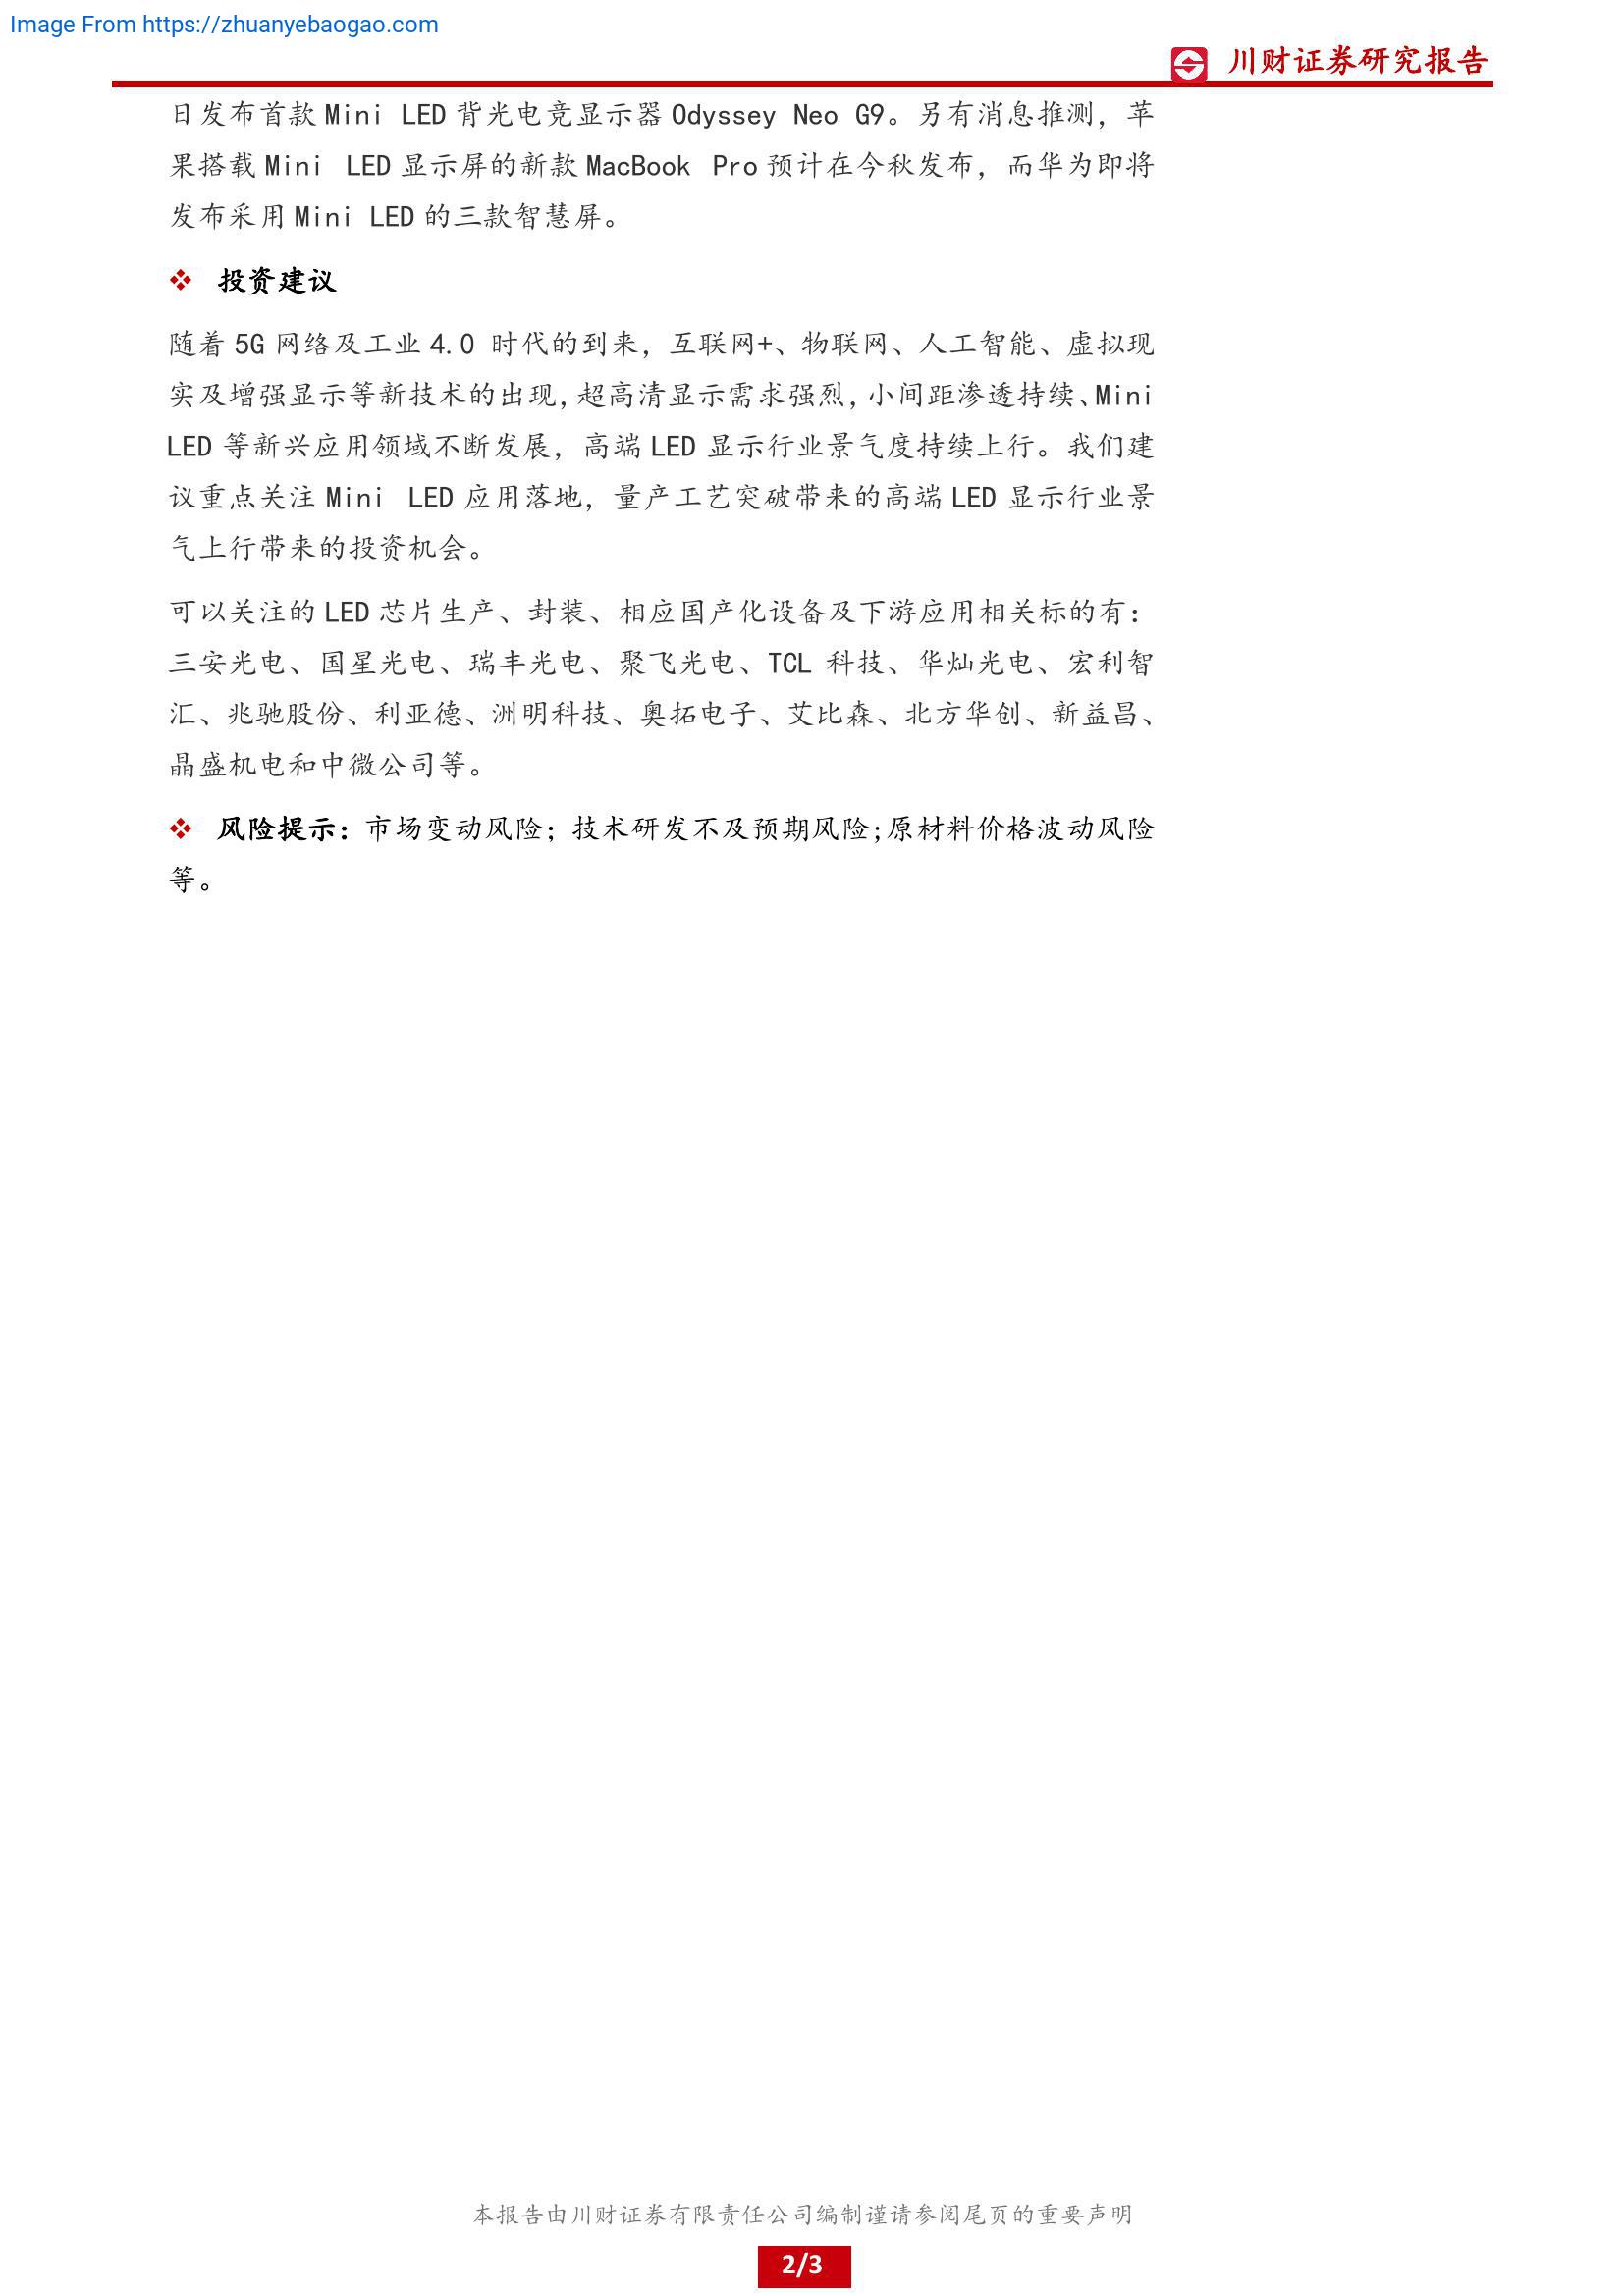 Image From https://zhuanyebaogao.com
川财证券研究报告
日发布首款 Mini LED 背光电竞显示器 Odyssey Neo G9。另有消息推测，苹
果搭载 Mini LED 显示屏的新款 MacBook Pro 预计在今秋发布，而华为即将
发布采用 Mini LED 的三款智慧屏。
❖ 投资建议
随着 5G 网络及工业 4.0 时代的到来，互联网+、物联网、人工智能、虚拟现
实及增强显示等新技术的出现,超高清显示需求强烈,小间距渗透持续、Mini
LED 等新兴应用领域不断发展，高端 LED 显示行业景气度持续上行。我们建
议重点关注 Mini LED 应用落地，量产工艺突破带来的高端 LED 显示行业景
气上行带来的投资机会。
可以关注的 LED 芯片生产、封装、相应国产化设备及下游应用相关标的有：
三安光电、国星光电、瑞丰光电、聚飞光电、TCL 科技、华灿光电、宏利智
汇、兆驰股份、利亚德、洲明科技、奥拓电子、艾比森、北方华创、新益昌、
晶盛机电和中微公司等。
❖ 风险提示：市场变动风险；技术研发不及预期风险;原材料价格波动风险
等。
本报告由川财证券有限责任公司编制谨请参阅尾页的重要声明
2/3